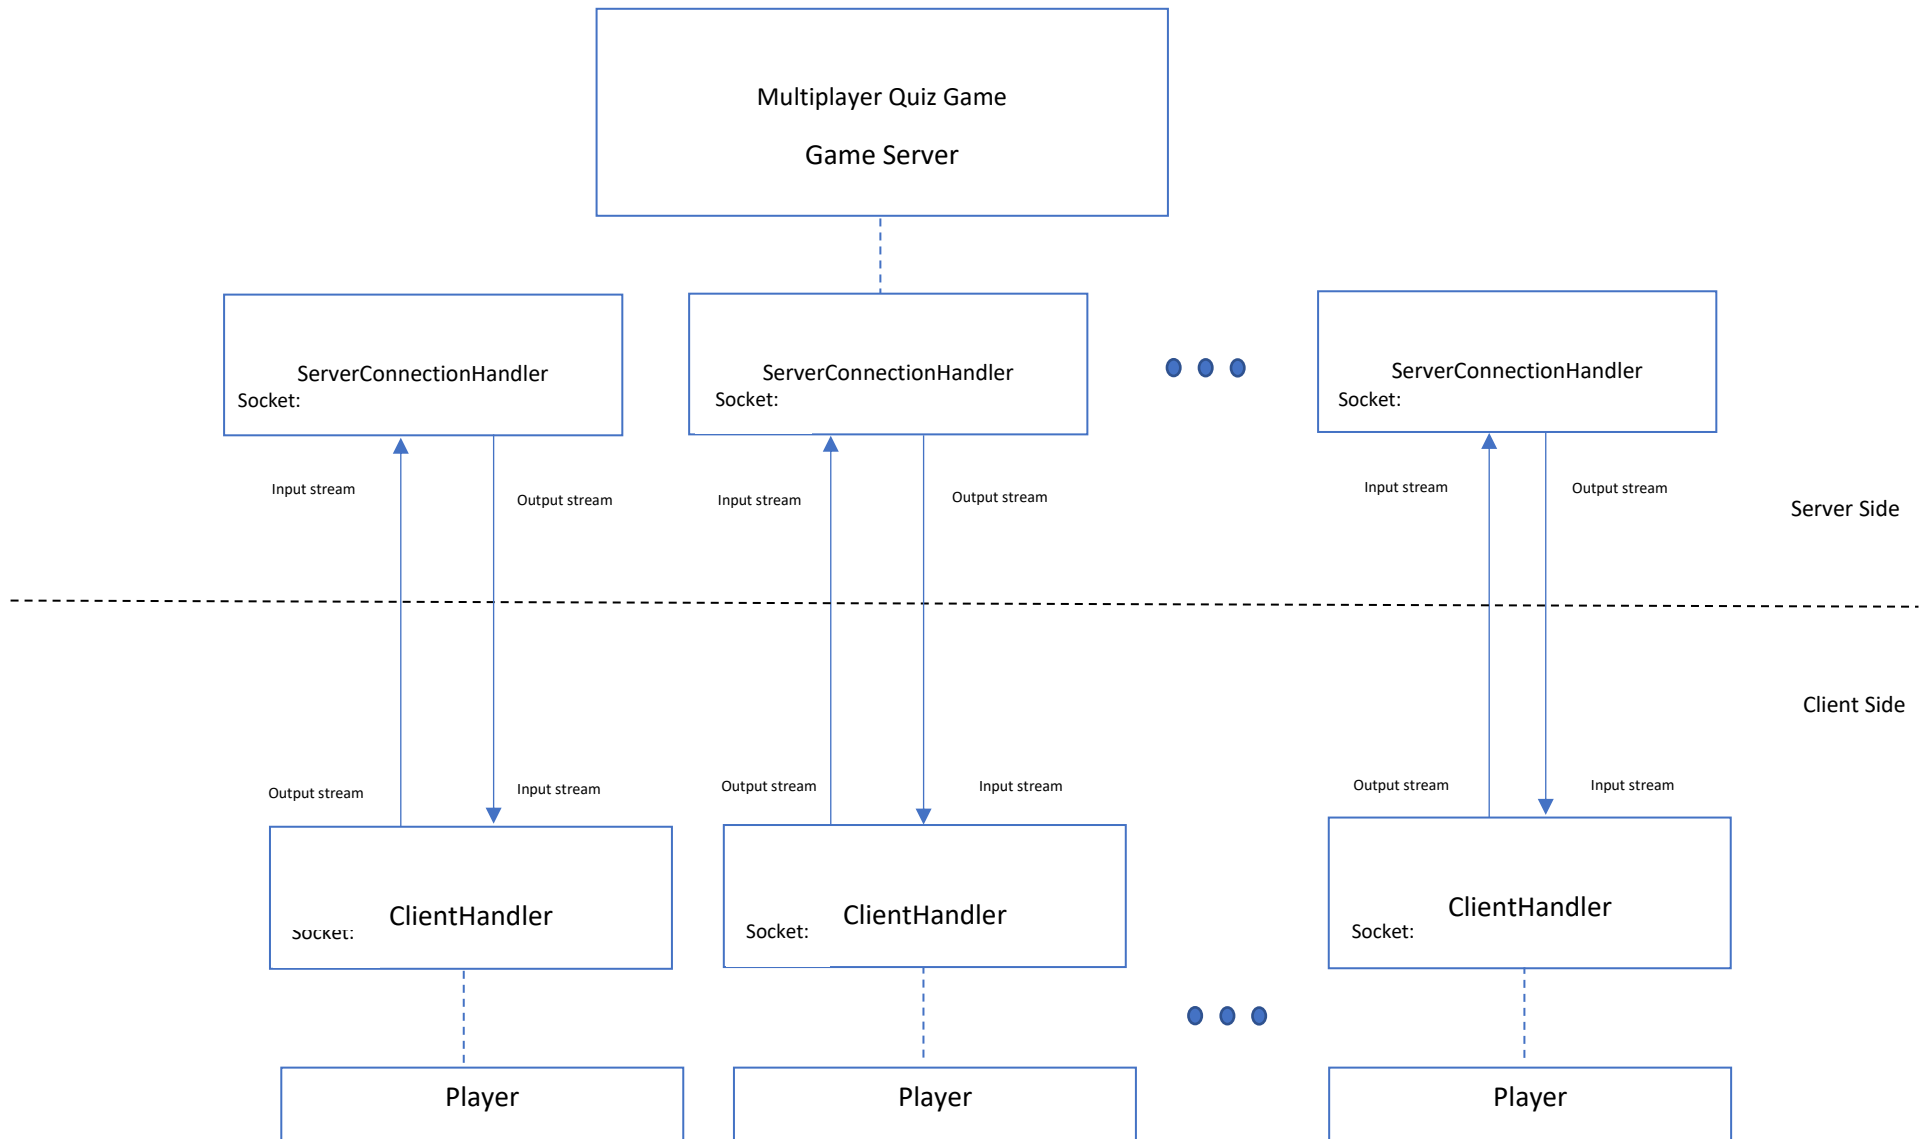 Multiplayer Quiz Game
Game Server
ServerConnectionHandler
Socket:
ServerConnectionHandler
Socket:
ServerConnectionHandler
Socket:
Input stream
Output stream
Input stream
Output stream
Input stream
Output stream
Server Side
Client Side
Output stream
Input stream
Output stream
Input stream
Output stream
Input stream
ClientHandler
Socket:
ClientHandler
Socket:
ClientHandler
Socket:
Player
Player
Player